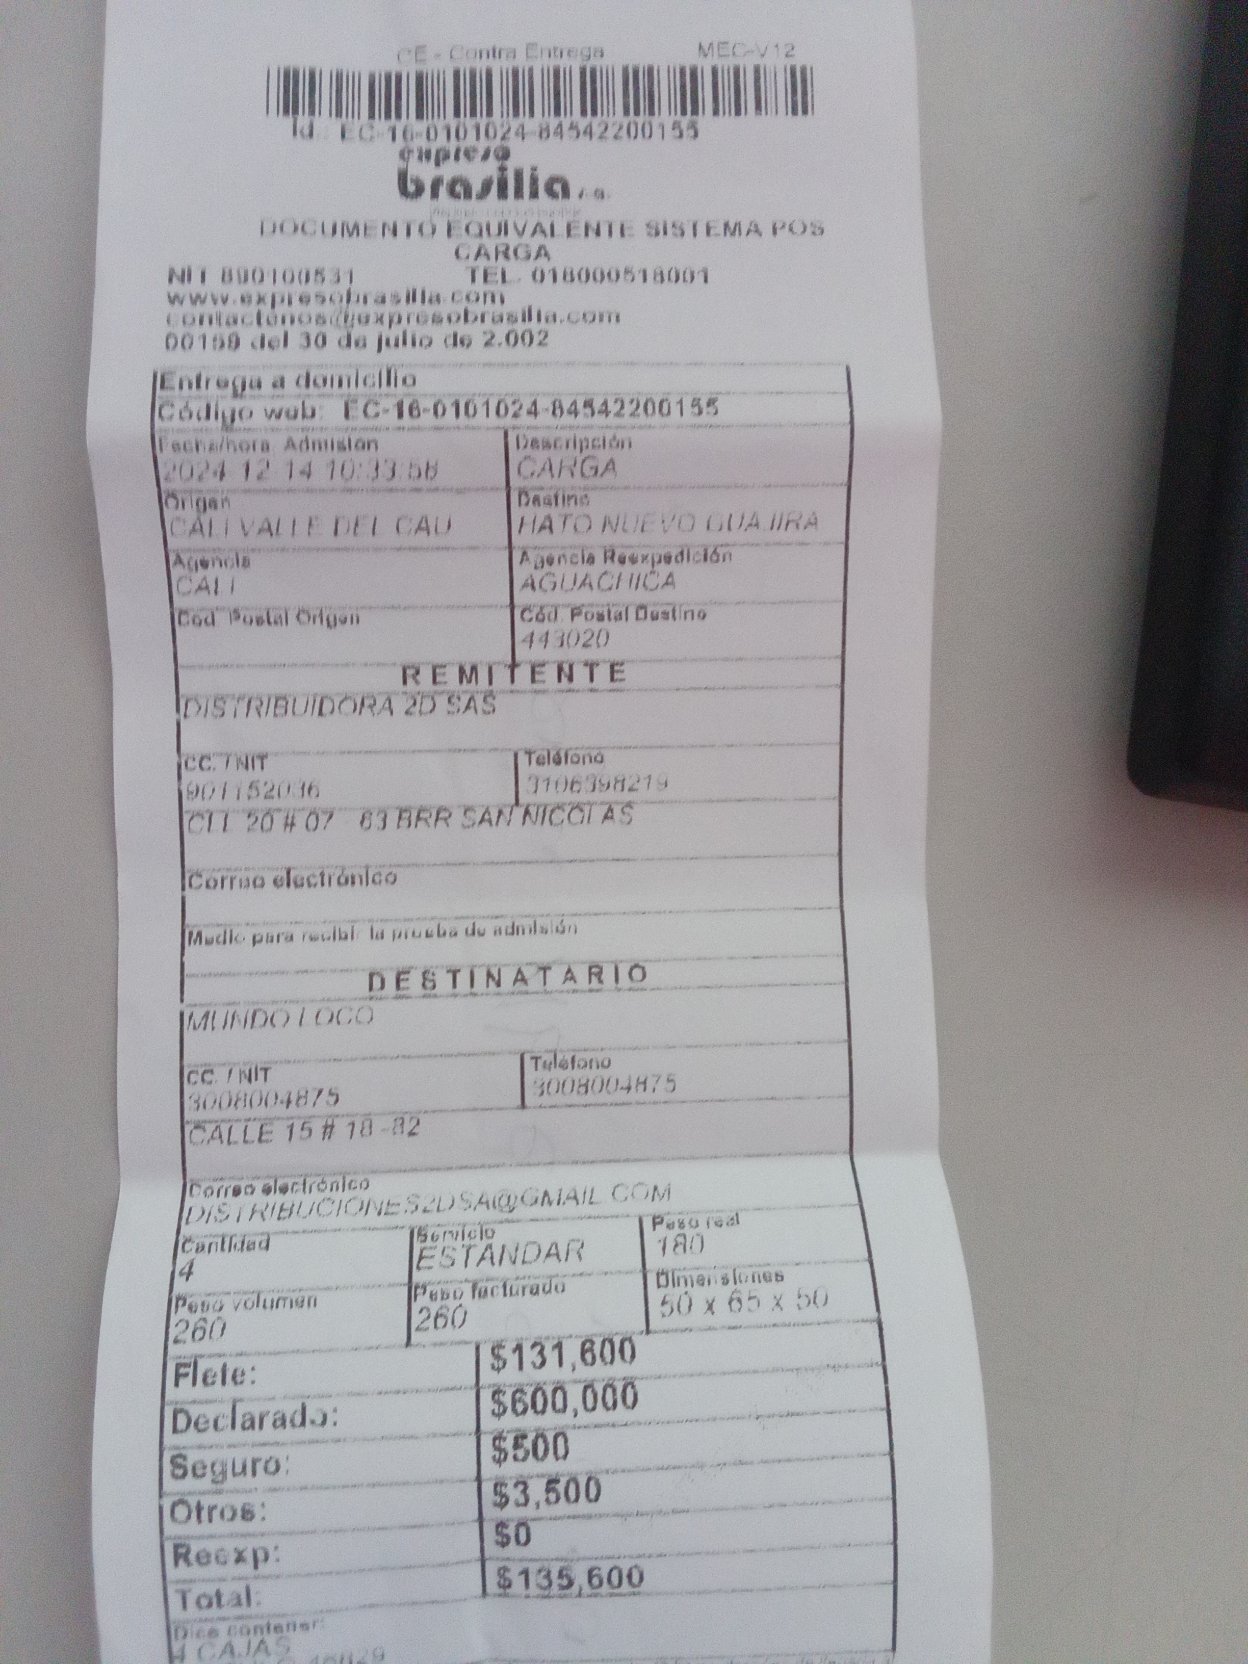 CE - Contra Entrega MEC-V12
Id.: EC-16-0101024-84542200155
expreso
brasilia s.a.
DOCUMENTO EQUIVALENTE SISTEMA POS
CARGA
NIT 890100531 TEL. 018000518001
www.expresobrasilia.com
contactenos@expresobrasilia.com
00159 del 30 de julio de 2.002
Entrega a domicilio
Código web: EC-16-0101024-84542200155
Fecha/hora Admisión Descripción
2024-12-14 10:33:58 CARGA
Origen Destino
CALI VALLE DEL CAU HATO NUEVO GUAJIRA
Agencia Agencia Reexpedición
CALI AGUACHICA
Cód. Postal Origen Cód. Postal Destino
443020
REMITENTE
DISTRIBUIDORA 2D SAS
CC. / NIT Teléfono
901152036 3106398219
CLL 20 # 07 63 BRR SAN NICOLAS
Correo electrónico
Medio para recibir la prueba de admisión
DESTINATARIO
MUNDO LOCO
CC. / NIT Teléfono
3008004875 3008004875
CALLE 15 # 18 -82
Correo electrónico
DISTRIBUCIONES2DSA@GMAIL.COM
Cantidad Servicio Peso real
4 ESTANDAR 180
Peso volumen Peso facturado Dimensiones
260 260 50 x 65 x 50
Flete: $131,600
Declarado: $600,000
Seguro: $500
Otros: $3,500
Reexp: $0
Total: $135,600
Dice contener:
4 CAJAS